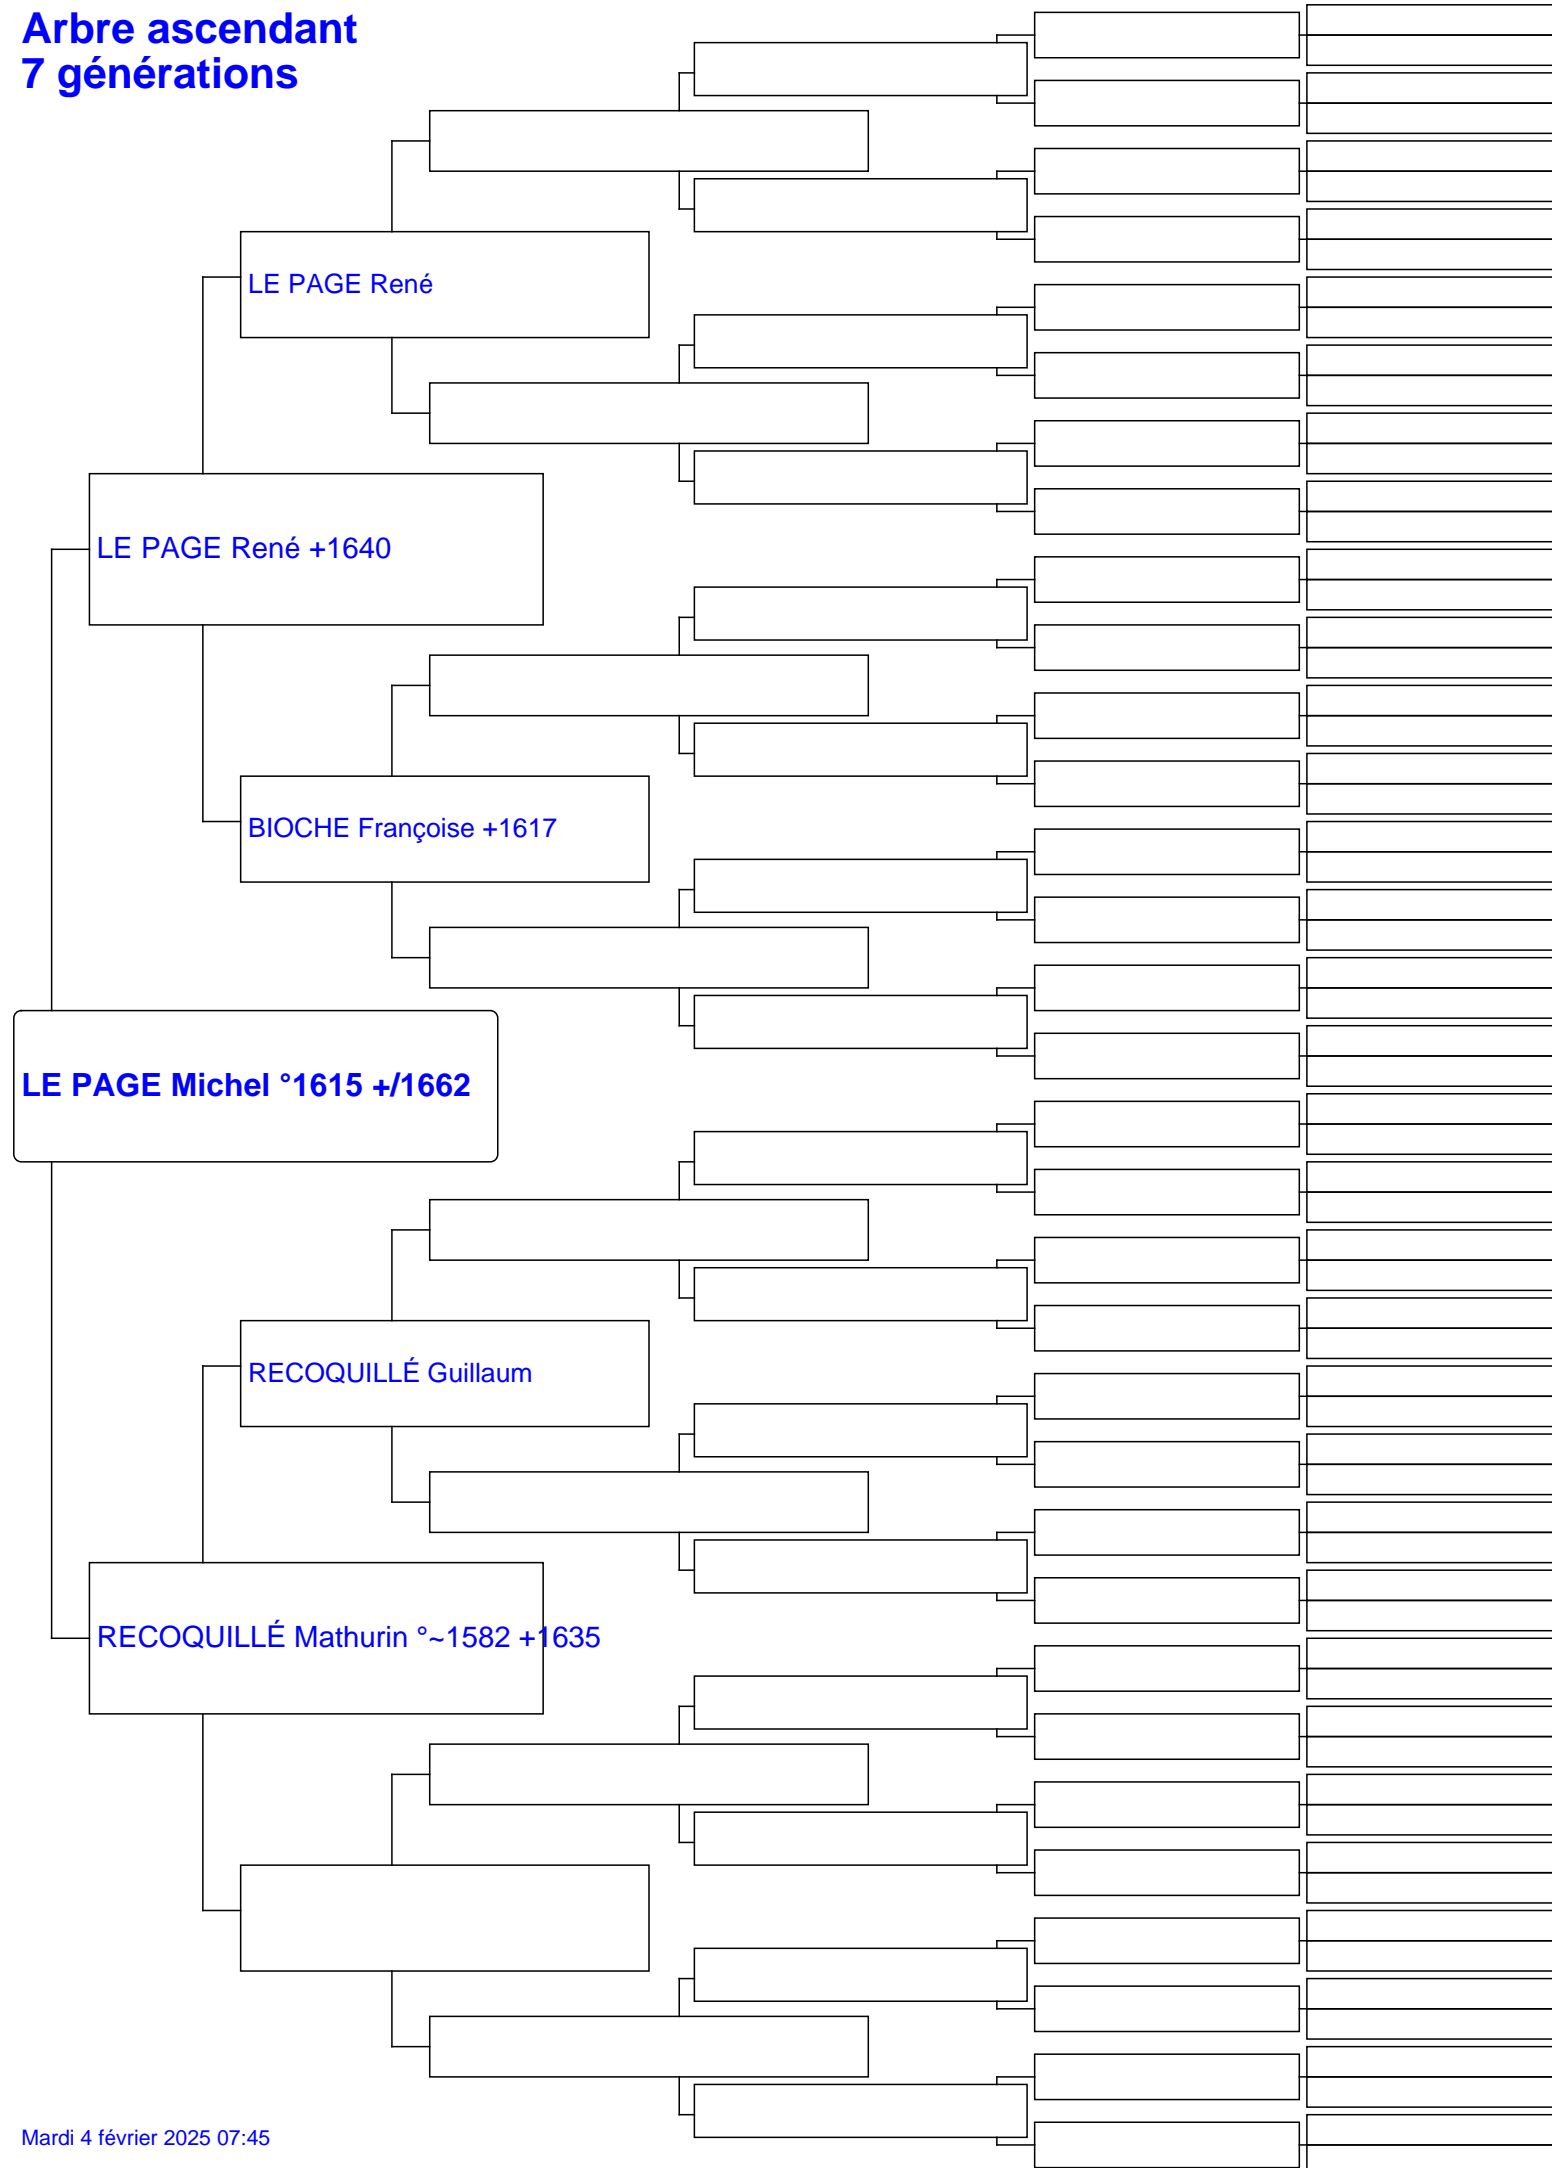 Arbre ascendant
7 générations
LE PAGE René
LE PAGE René +1640
BIOCHE Françoise +1617
LE PAGE Michel °1615 +/1662
RECOQUILLÉ Guillaum
RECOQUILLÉ Mathurin °~1582 +1635
Mardi 4 février 2025 07:45